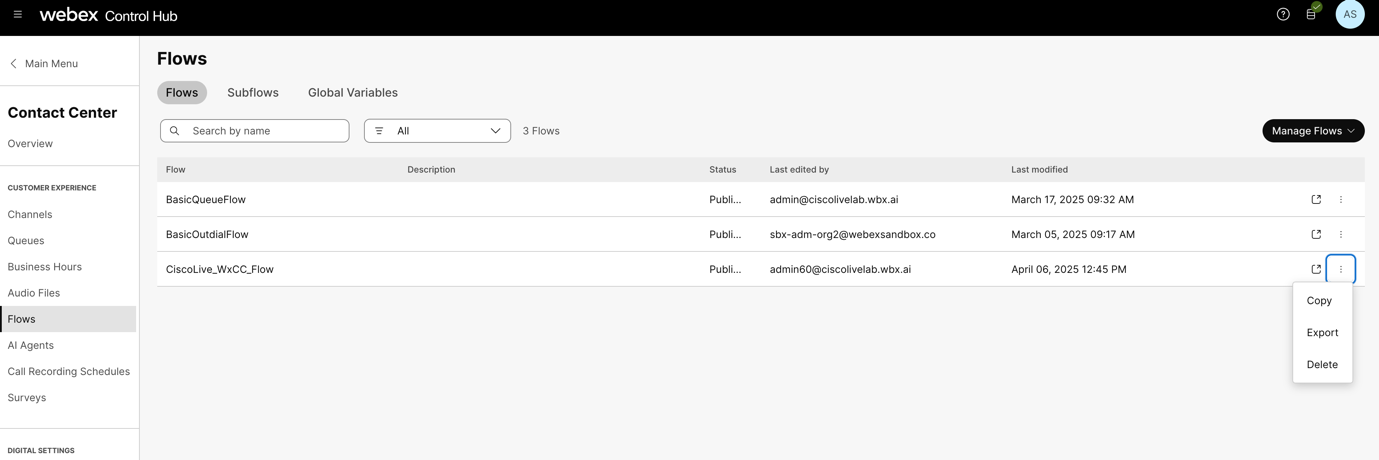 webex Control Hub
AS
Main Menu
Contact Center
Overview
CUSTOMER EXPERIENCE
Channels
Queues
Business Hours
Audio Files
Flows
AI Agents
Call Recording Schedules
Surveys
DIGITAL SETTINGS
Flows
Flows Subflows Global Variables
Search by name All 3 Flows Manage Flows
Flow Description Status Last edited by Last modified
BasicQueueFlow Publi... admin@ciscolivelab.wbx.ai March 17, 2025 09:32 AM
BasicOutdialFlow Publi... sbx-adm-org2@webexsandbox.co March 05, 2025 09:17 AM
CiscoLive_WxCC_Flow Publi... admin60@ciscolivelab.wbx.ai April 06, 2025 12:45 PM
Copy
Export
Delete